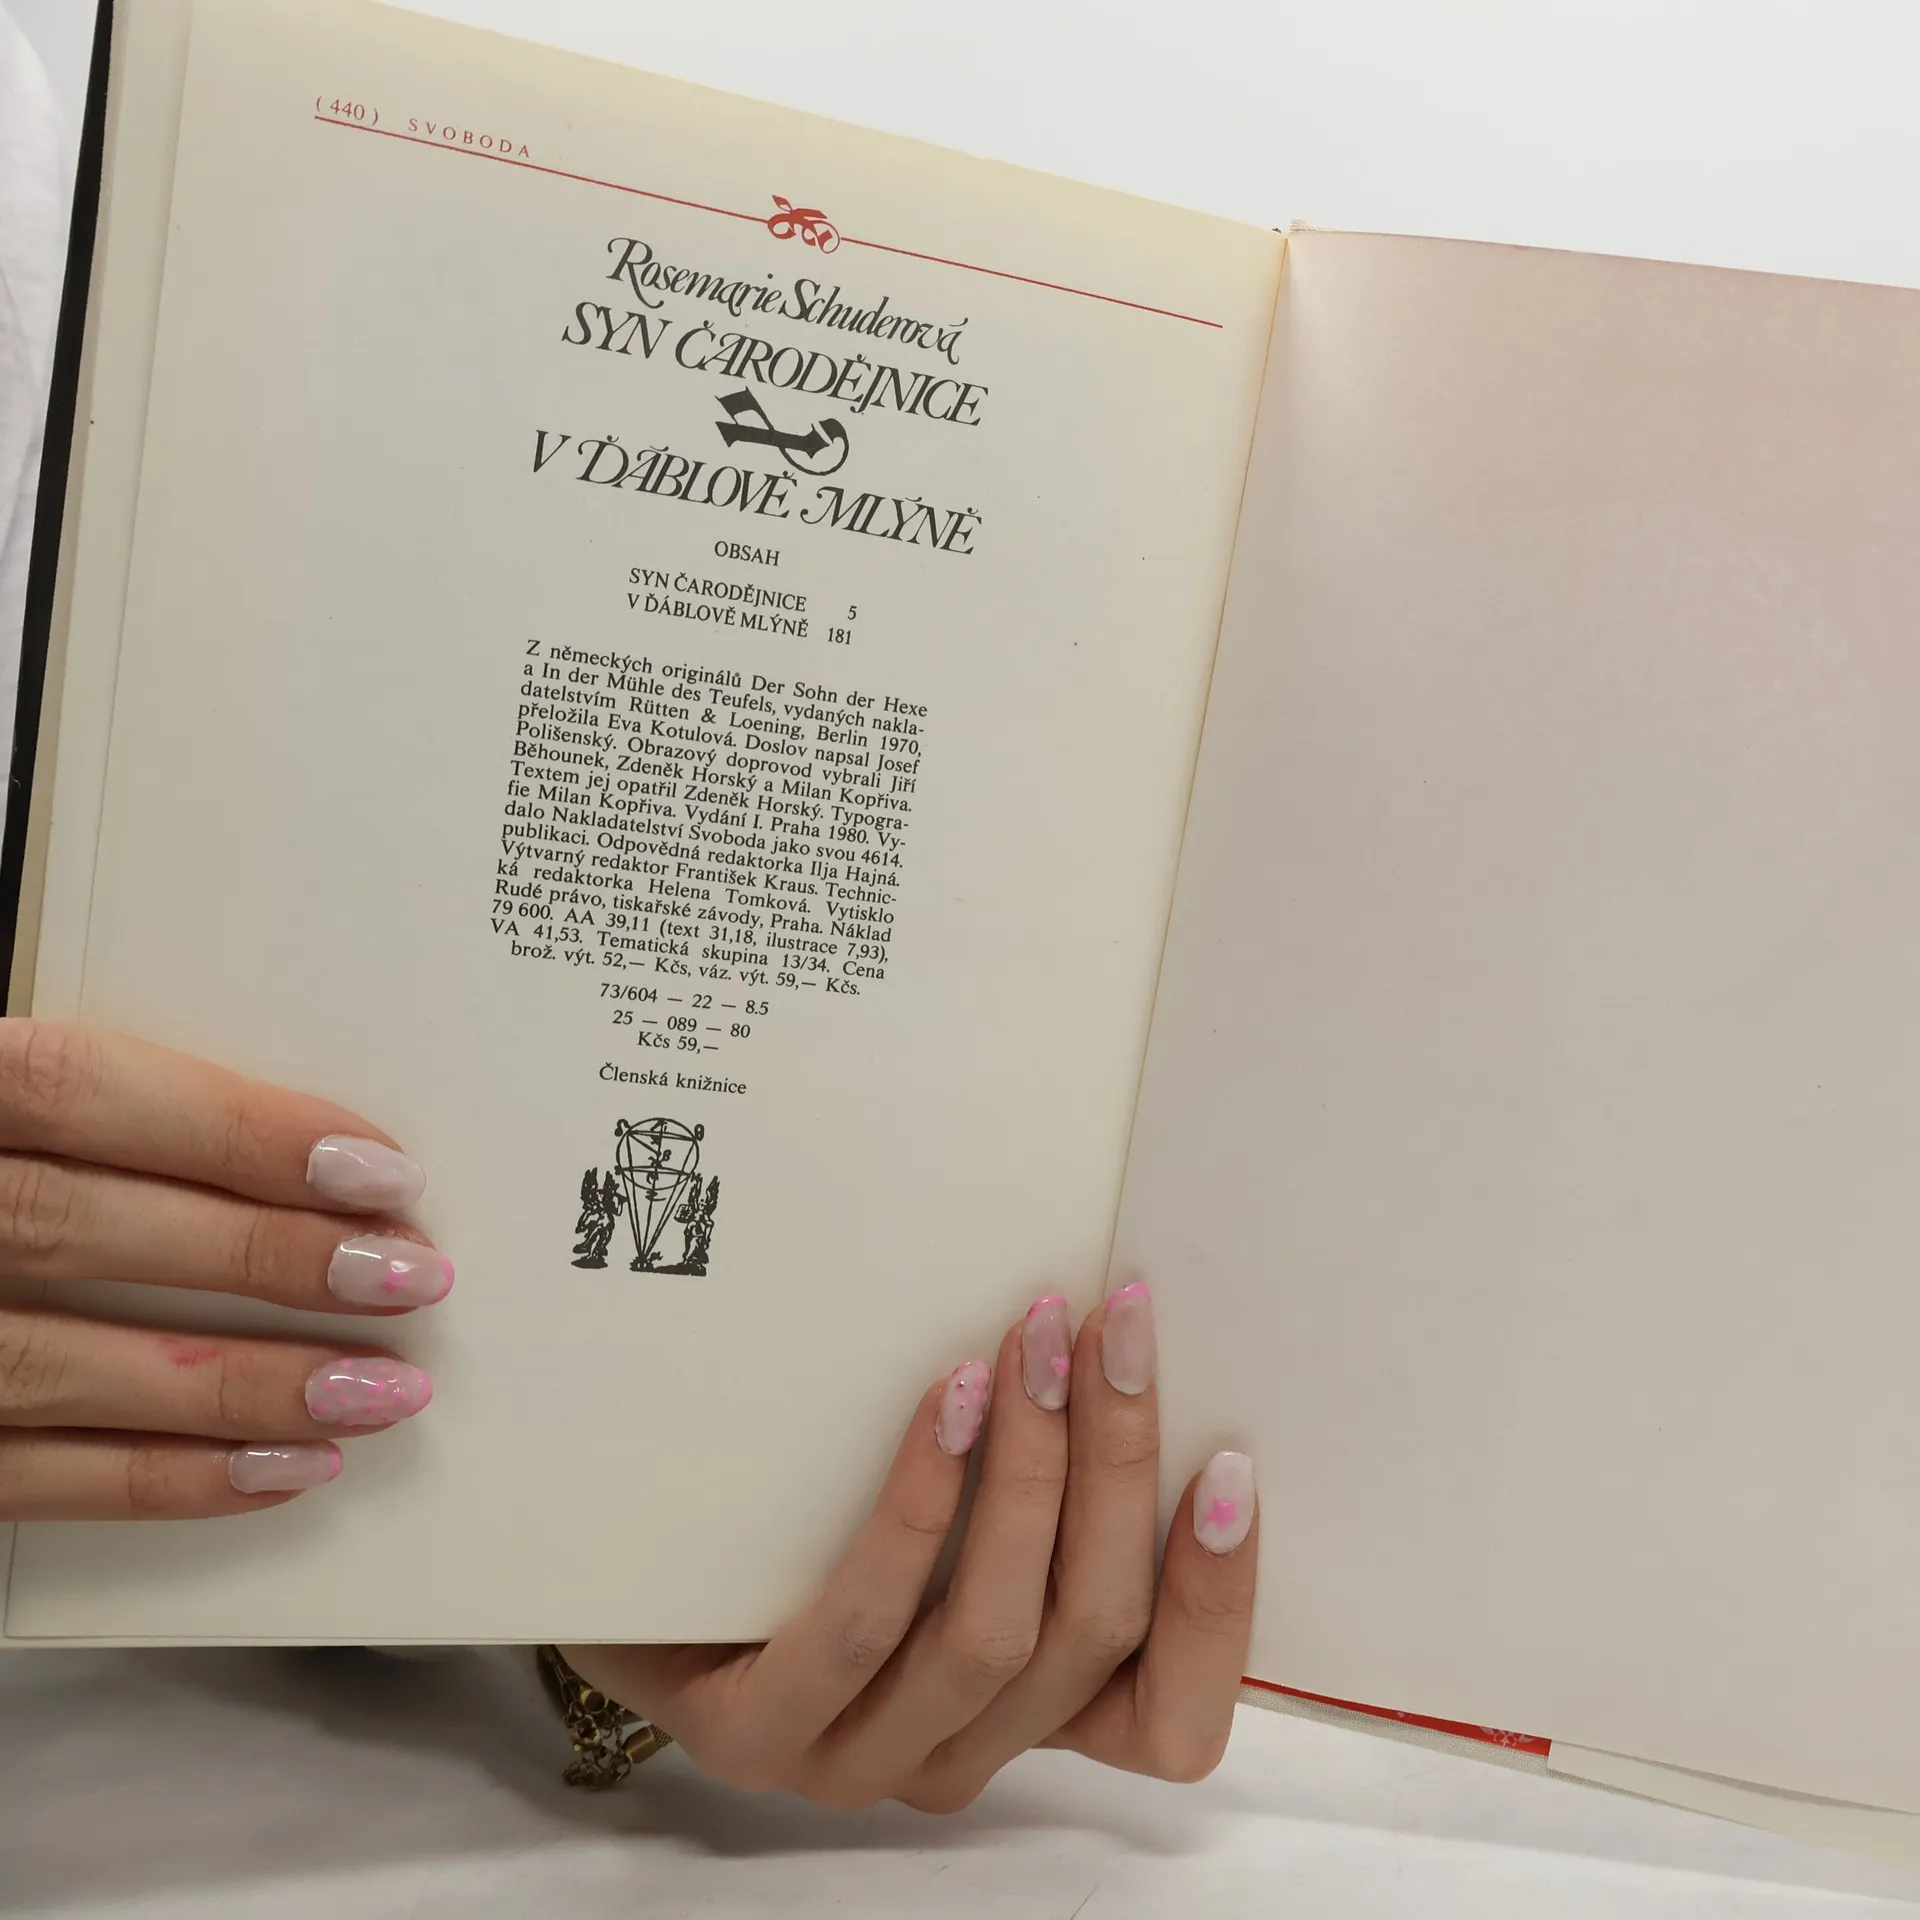 (440) SVOBODA
Rosemarie Schuderová
SYN ČARODĚJNICE
V ĎÁBLOVĚ MLÝNĚ
OBSAH
SYN ČARODĚJNICE 5
V ĎÁBLOVĚ MLÝNĚ 181
Z německých originálů Der Sohn der Hexe
a In der Mühle des Teufels, vydaných nakla-
datelstvím Rütten & Loening, Berlin 1970,
přeložila Eva Kotulová. Doslov napsal Josef
Polišenský. Obrazový doprovod vybrali Jiří
Běhounek, Zdeněk Horský a Milan Kopřiva.
Textem jej opatřil Zdeněk Horský. Typogra-
fie Milan Kopřiva. Vydání I. Praha 1980. Vy-
dalo Nakladatelství Svoboda jako svou 4614.
publikaci. Odpovědná redaktorka Ilja Hajná.
Výtvarný redaktor František Kraus. Technic-
ká redaktorka Helena Tomková. Vytisklo
Rudé právo, tiskařské závody, Praha. Náklad
79 600. AA 39,11 (text 31,18, ilustrace 7,93),
VA 41,53. Tematická skupina 13/34. Cena
brož. výt. 52,— Kčs, váz. výt. 59,— Kčs.
73/604 — 22 — 8.5
25 — 089 — 80
Kčs 59,—
Členská knižnice